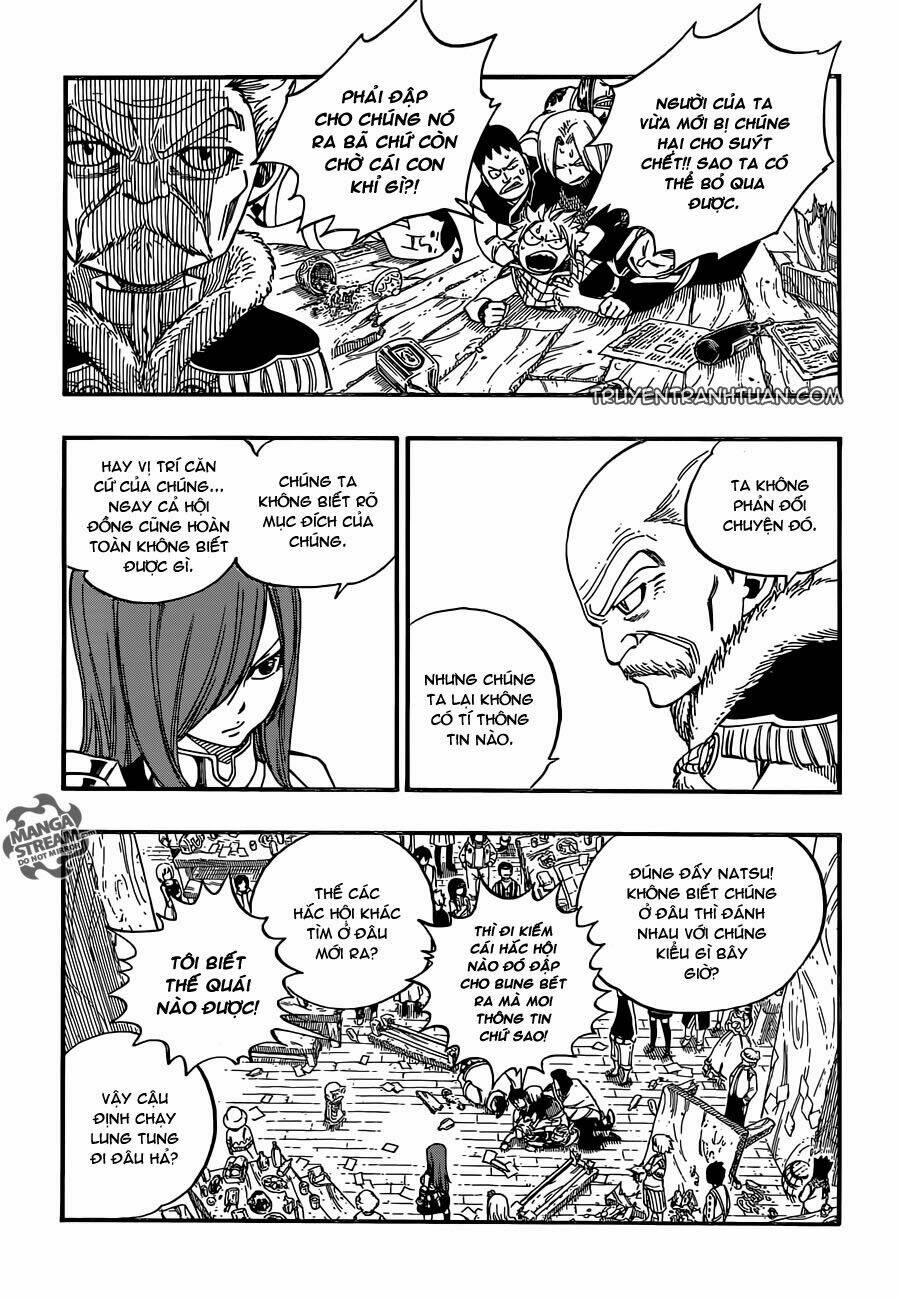 NGƯỜI CỦA TA
VỪA MỚI BỊ CHÚNG
HẠI CHO SUÝT
CHẾT!! SAO TA CÓ
THỂ BỎ QUA
ĐƯỢC.
PHẢI ĐẬP
CHO CHÚNG NÓ
RA BÃ CHỨ CÒN
CHỜ CÁI CON
KHỈ GÌ?!
TRUYENTRANHTUAN.COM
TA KHÔNG
PHẢN ĐỐI
CHUYỆN ĐÓ.
NHƯNG CHÚNG
TA LẠI KHÔNG
CÓ TÍ THÔNG
TIN NÀO.
CHÚNG TA
KHÔNG BIẾT RÕ
MỤC ĐÍCH CỦA
CHÚNG.
HAY VỊ TRÍ CĂN
CỨ CỦA CHÚNG...
NGAY CẢ HỘI
ĐỒNG CŨNG HOÀN
TOÀN KHÔNG BIẾT
ĐƯỢC GÌ.
MANGA
STREAM.com
DO NOT MIRROR
ĐÚNG ĐẤY NATSU!
KHÔNG BIẾT CHÚNG
Ở ĐÂU THÌ ĐÁNH
NHAU VỚI CHÚNG
KIỂU GÌ BÂY
GIỜ?
THÌ ĐI KIẾM
CÁI HẮC HỘI
NÀO ĐÓ ĐẬP
CHO BUNG BÉT
RA MÀ MOI
THÔNG TIN
CHỨ SAO!
THẾ CÁC
HẮC HỘI KHÁC
TÌM Ở ĐÂU
MỚI RA?
TÔI BIẾT
THẾ QUÁI
NÀO ĐƯỢC!
VẬY CẬU
ĐỊNH CHẠY
LUNG TUNG
ĐI ĐÂU HẢ?